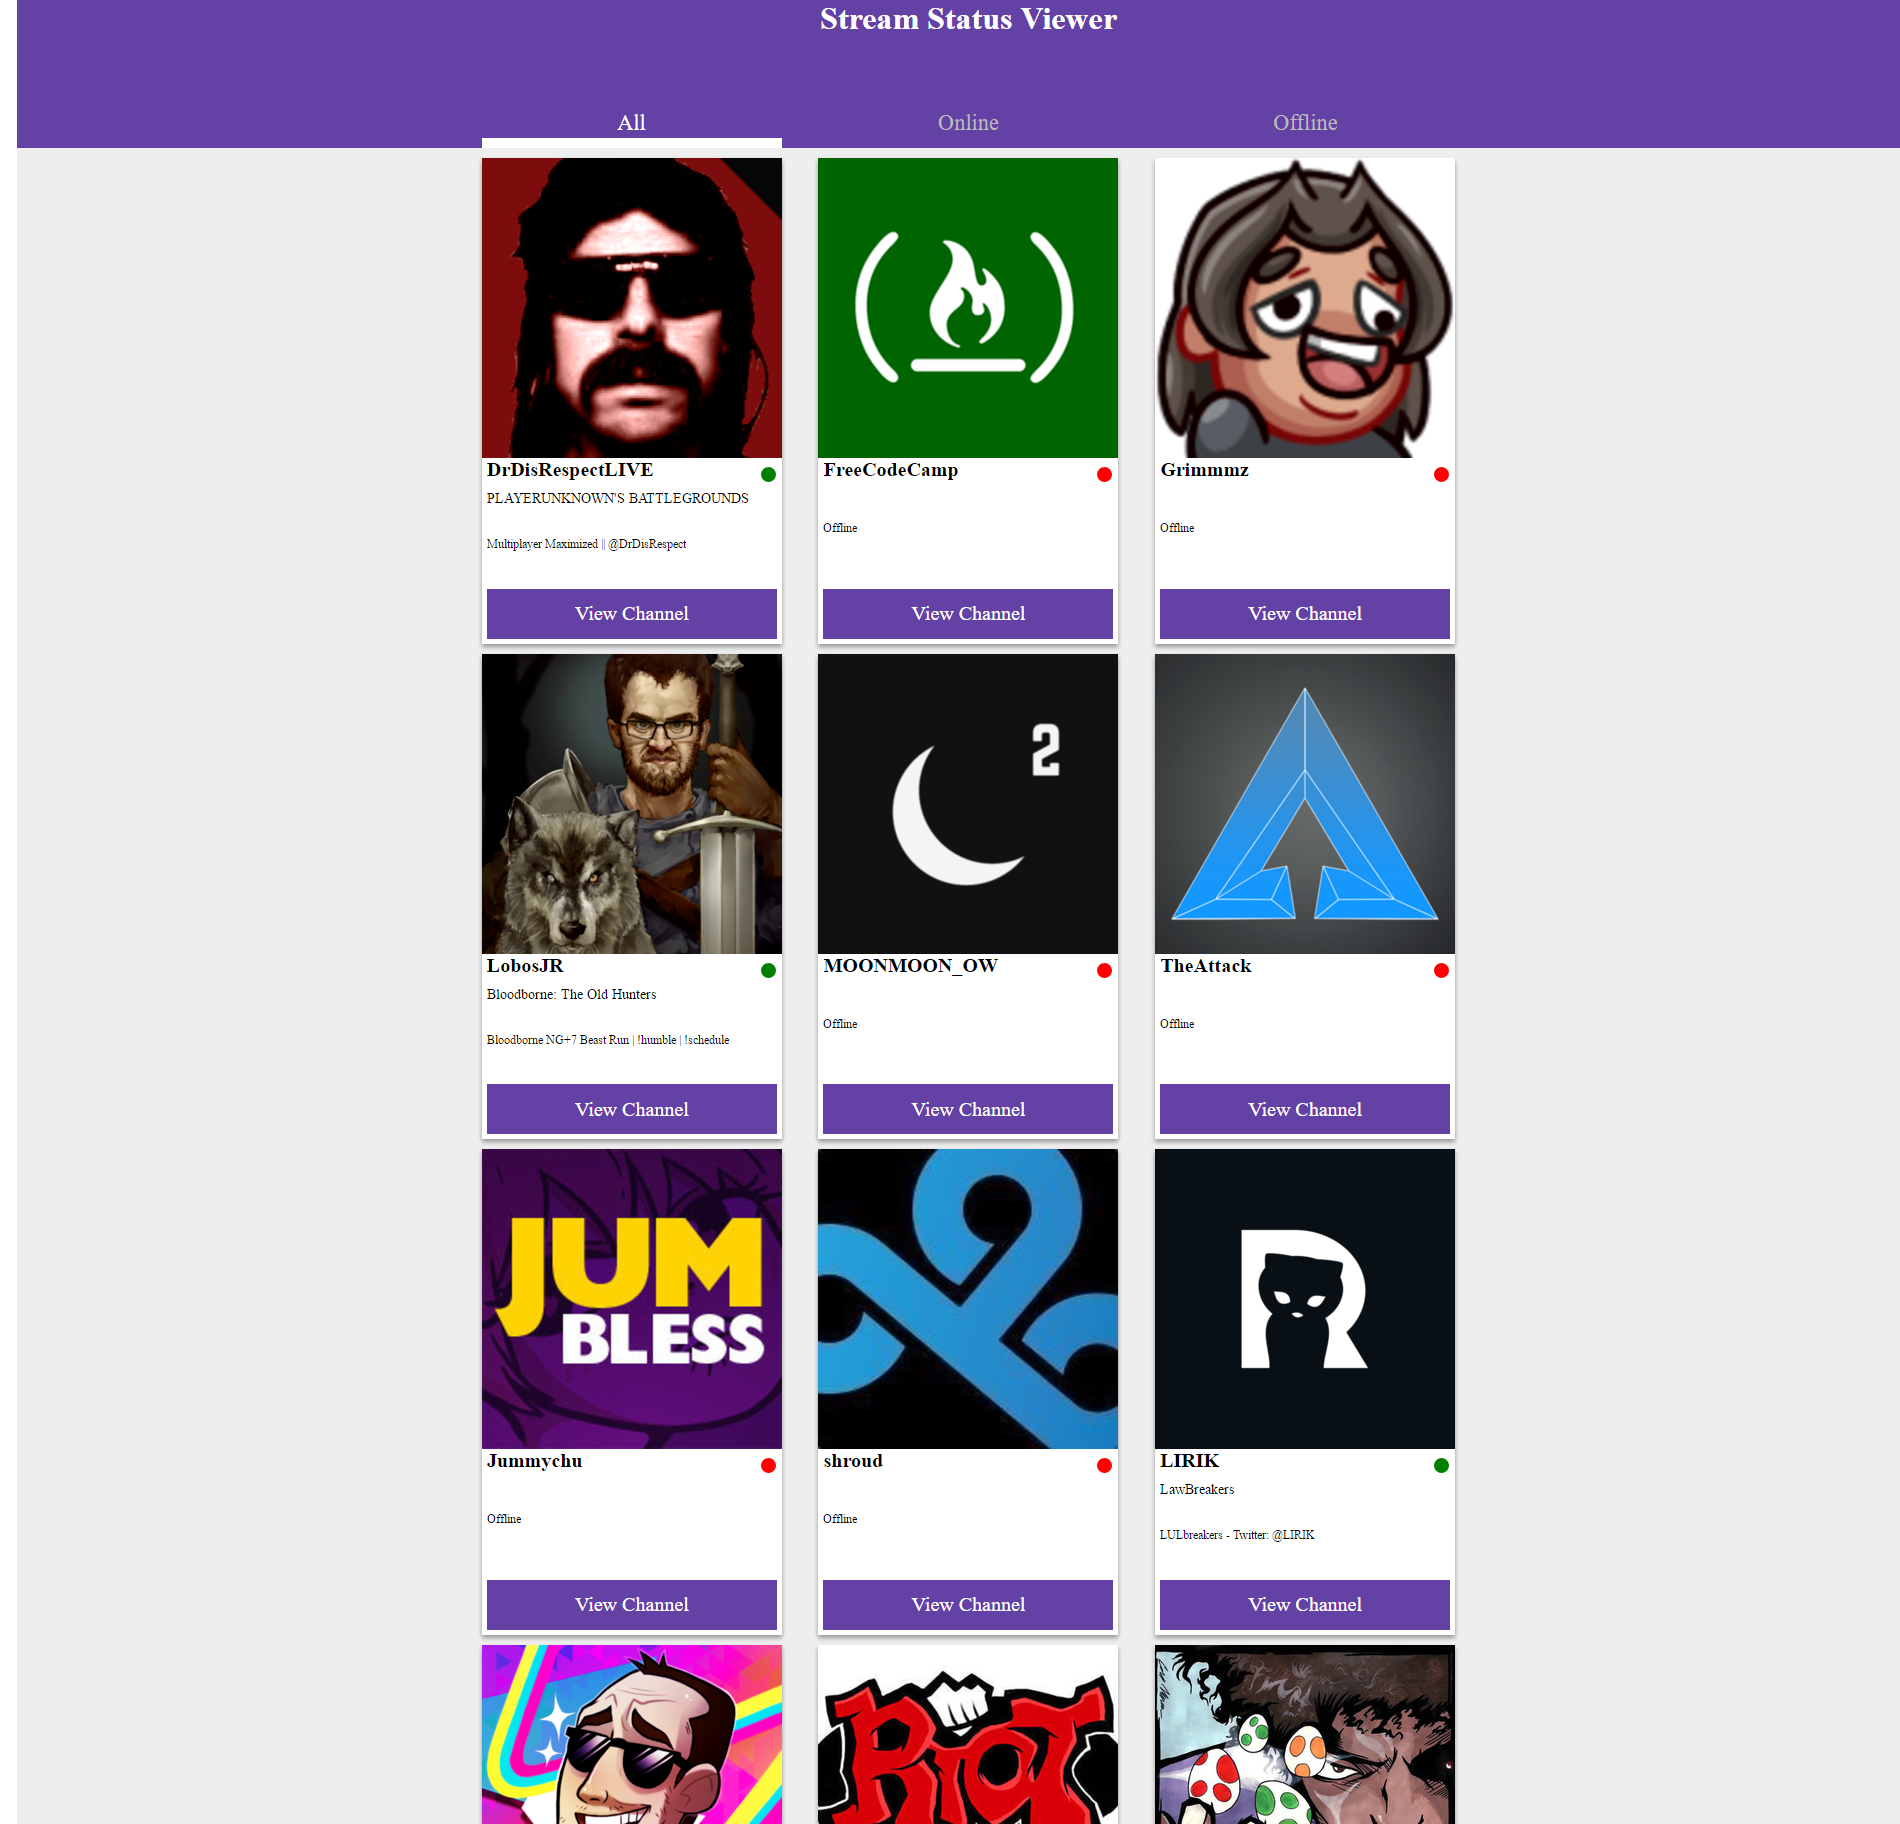 Stream Status Viewer
All
Online
Offline
DrDisRespectLIVE
PLAYERUNKNOWN'S BATTLEGROUNDS
Multiplayer Maximized || @DrDisRespect
View Channel
FreeCodeCamp
Offline
View Channel
Grimmmz
Offline
View Channel
LobosJR
Bloodborne: The Old Hunters
Bloodborne NG+7 Beast Run | !humble | !schedule
View Channel
2
MOONMOON_OW
Offline
View Channel
TheAttack
Offline
View Channel
JUM
BLESS
Jummychu
Offline
View Channel
shroud
Offline
View Channel
R
LIRIK
LawBreakers
LULbreakers - Twitter: @LIRIK
View Channel
RIOT